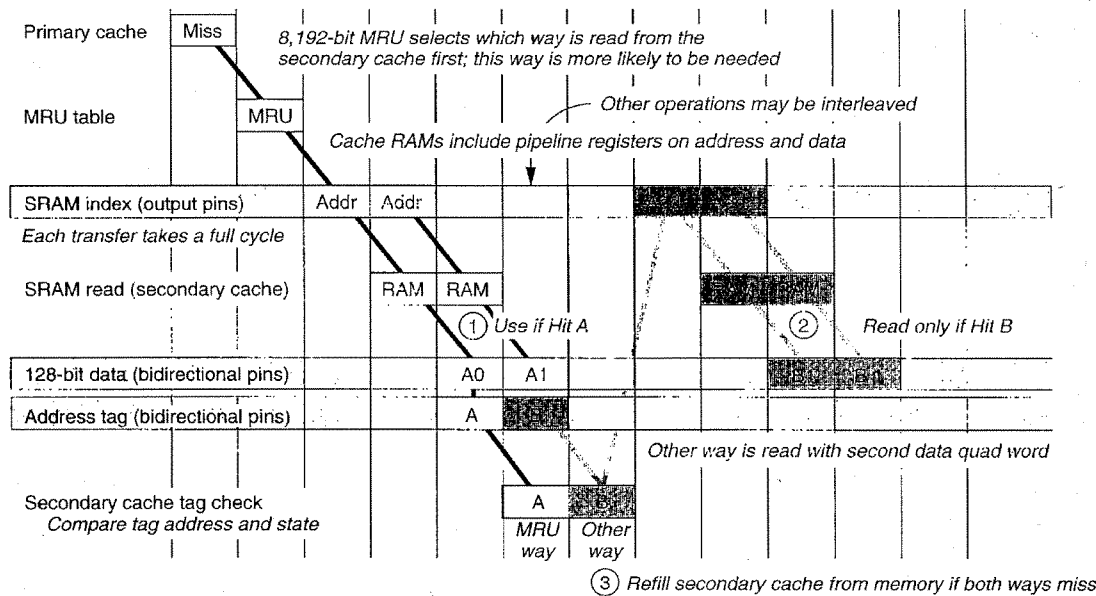 Primary cache
Miss
8,192-bit MRU selects which way is read from the
secondary cache first; this way is more likely to be needed
MRU table
MRU
Other operations may be interleaved
Cache RAMs include pipeline registers on address and data
SRAM index (output pins)
Addr
Addr
Each transfer takes a full cycle
SRAM read (secondary cache)
RAM
RAM
1
Use if Hit A
2
Read only if Hit B
128-bit data (bidirectional pins)
A0
A1
Address tag (bidirectional pins)
A
Other way is read with second data quad word
Secondary cache tag check
A
Compare tag address and state
MRU
way
Other
way
3
Refill secondary cache from memory if both ways miss